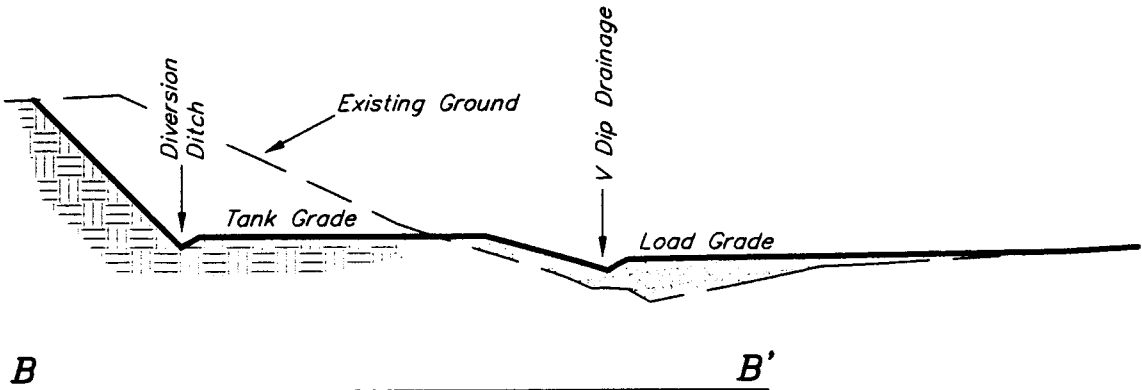 Diversion
Ditch
Existing Ground
V Dip Drainage
Tank Grade
Load Grade
B
B'